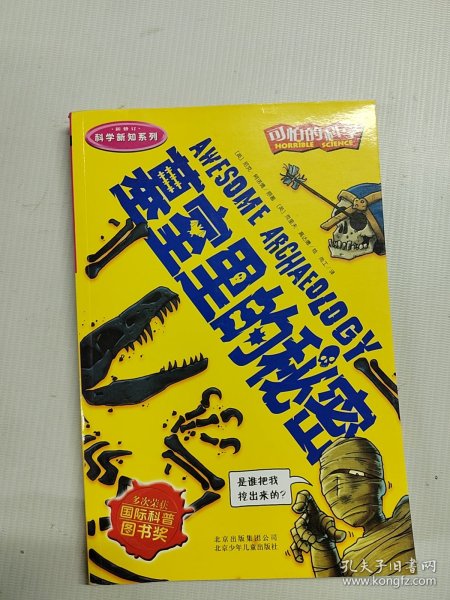 新修订
科学新知系列
可怕的科学
HORRIBLE SCIENCE
AWESOME ARCHAEOLOGY
墓室里的秘密
是谁把我
挖出来的?
多次荣获
国际科普
图书奖
北京出版集团公司
北京少年儿童出版社
孔夫子旧书网
www.kongfz.com